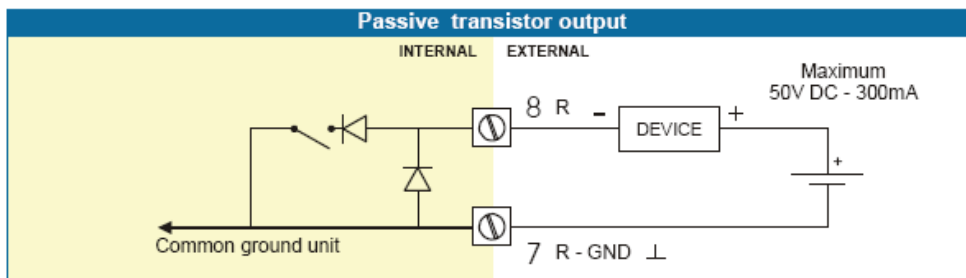 Passive transistor output
INTERNAL EXTERNAL
Maximum
50V DC - 300mA
8 R - DEVICE +
+
Common ground unit
7 R - GND ⊥